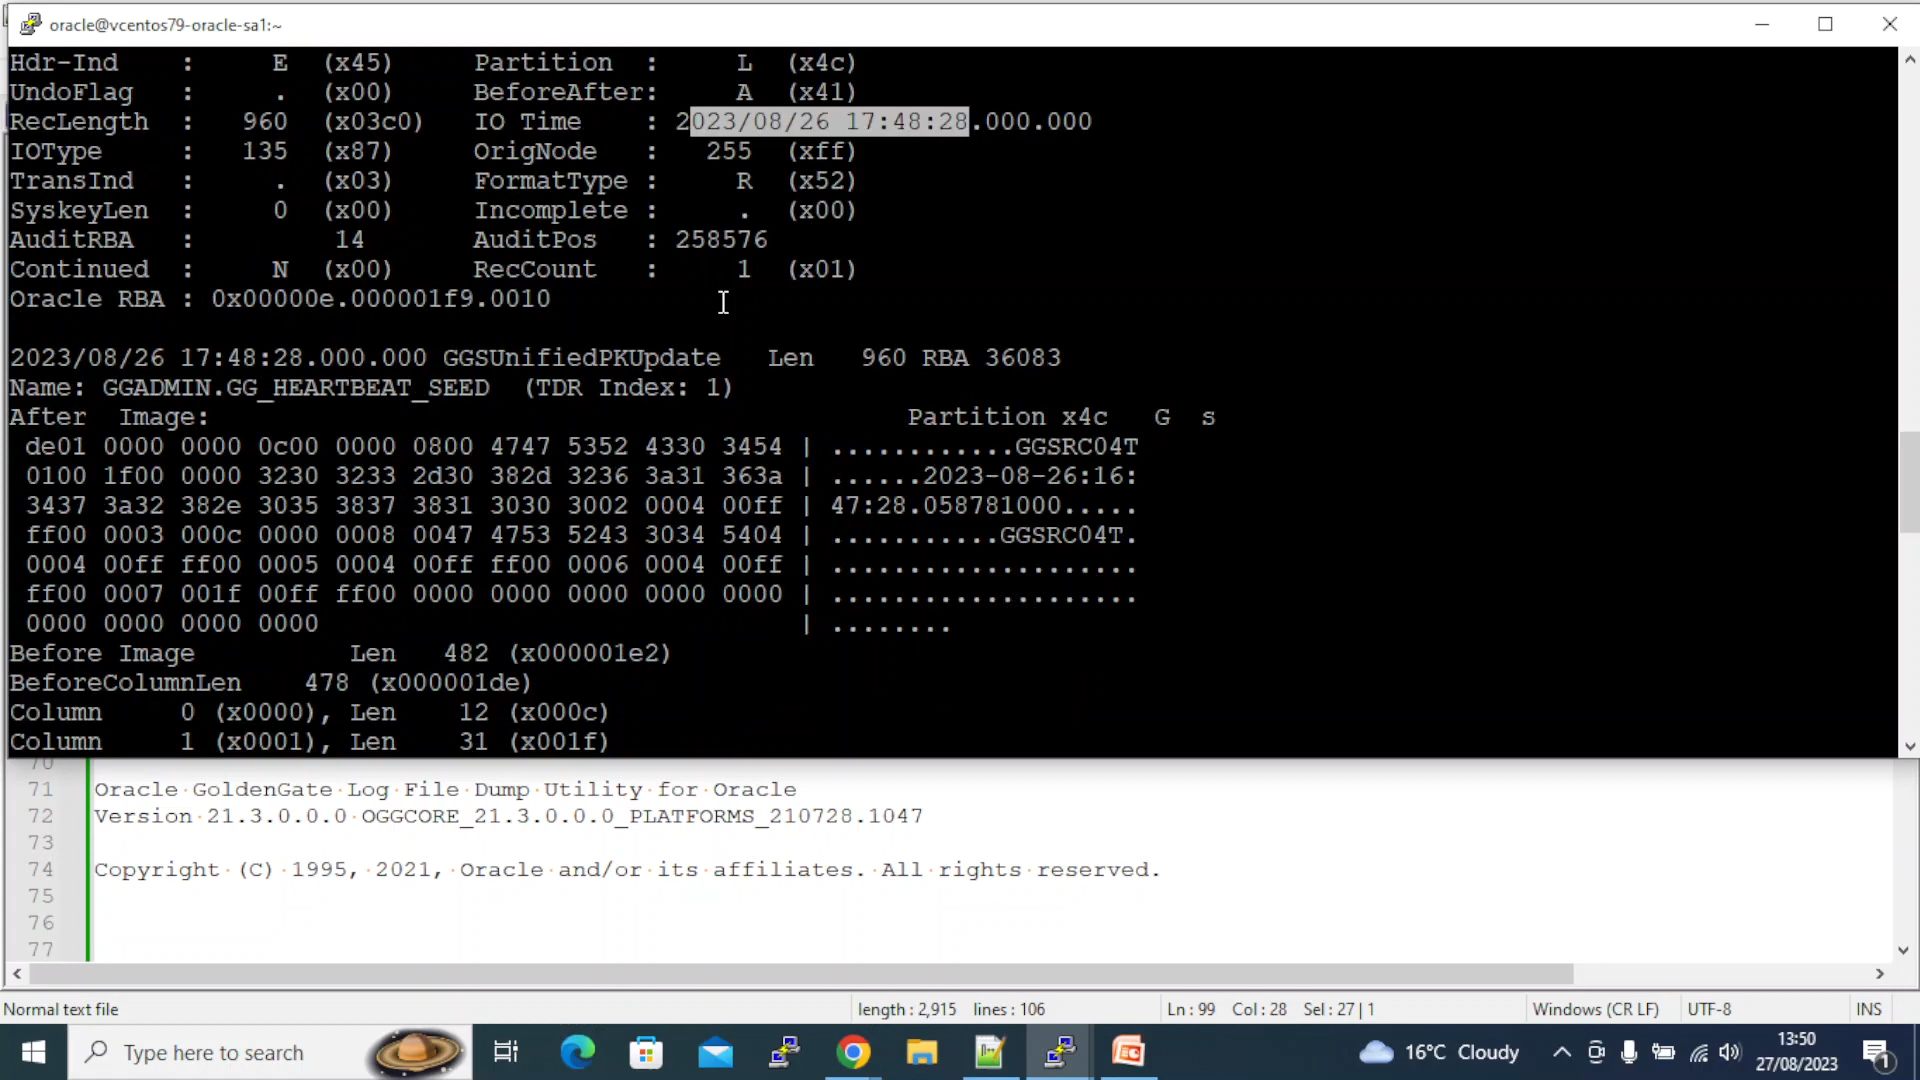 oracle@vcentos79-oracle-sa1:~
Hdr-Ind    :     E  (x45)     Partition  :     L  (x4c)
UndoFlag   :     .  (x00)     BeforeAfter:     A  (x41)
RecLength  :   960  (x03c0)   IO Time    : 2023/08/26 17:48:28.000.000
IOType     :   135  (x87)     OrigNode   :   255  (xff)
TransInd   :     .  (x03)     FormatType :     R  (x52)
SyskeyLen  :     0  (x00)     Incomplete :     .  (x00)
AuditRBA   :         14       AuditPos   : 258576
Continued  :     N  (x00)     RecCount   :     1  (x01)
Oracle RBA : 0x00000e.000001f9.0010
2023/08/26 17:48:28.000.000 GGSUnifiedPKUpdate   Len   960 RBA 36083
Name: GGADMIN.GG_HEARTBEAT_SEED  (TDR Index: 1)
After  Image:                                             Partition x4c   G  s
 de01 0000 0000 0c00 0000 0800 4747 5352 4330 3454 | ............GGSRC04T
 0100 1f00 0000 3230 3233 2d30 382d 3236 3a31 363a | ......2023-08-26:16:
 3437 3a32 382e 3035 3837 3831 3030 3002 0004 00ff | 47:28.058781000.....
 ff00 0003 000c 0000 0008 0047 4753 5243 3034 5404 | ...........GGSRC04T.
 0004 00ff ff00 0005 0004 00ff ff00 0006 0004 00ff | ....................
 ff00 0007 001f 00ff ff00 0000 0000 0000 0000 0000 | ....................
 0000 0000 0000 0000                               | ........
Before Image          Len   482 (x000001e2)
BeforeColumnLen    478 (x000001de)
Column     0 (x0000), Len    12 (x000c)
Column     1 (x0001), Len    31 (x001f)
70
71 Oracle GoldenGate Log File Dump Utility for Oracle
72 Version 21.3.0.0.0 OGGCORE_21.3.0.0.0_PLATFORMS_210728.1047
73
74 Copyright (C) 1995, 2021, Oracle and/or its affiliates. All rights reserved.
75
76
77
Normal text file length : 2,915 lines : 106 Ln : 99 Col : 28 Sel : 27 | 1 Windows (CR LF) UTF-8 INS
Type here to search 16°C Cloudy 13:50
27/08/2023 1